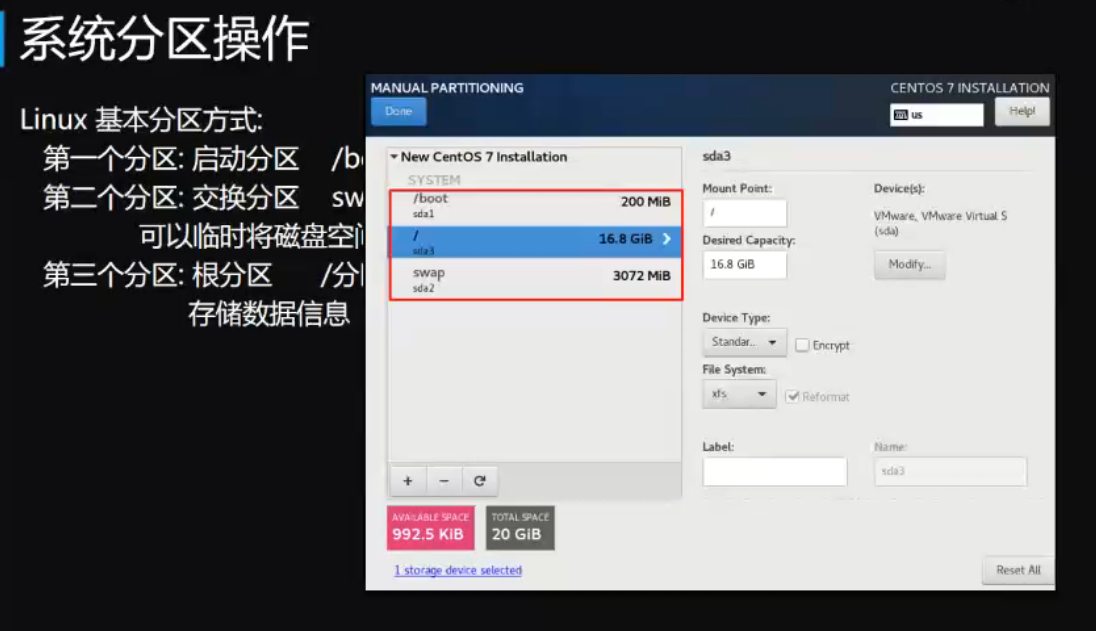 系统分区操作
Linux 基本分区方式:
第一个分区: 启动分区 /b
第二个分区: 交换分区 sw
可以临时将磁盘空
第三个分区: 根分区 /分
存储数据信息
MANUAL PARTITIONING
Done
CENTOS 7 INSTALLATION
us
Help!
New CentOS 7 Installation
SYSTEM
/boot 200 MiB
sda1
/ 16.8 GiB
sda3
swap 3072 MiB
sda2
+ −
AVAILABLE SPACE
992.5 KiB
TOTAL SPACE
20 GiB
1 storage device selected
sda3
Mount Point:
/
Desired Capacity:
16.8 GiB
Device(s):
VMware, VMware Virtual S
(sda)
Modify...
Device Type:
Standar...
Encrypt
File System:
xfs
Reformat
Label:
Name:
sda3
Reset All